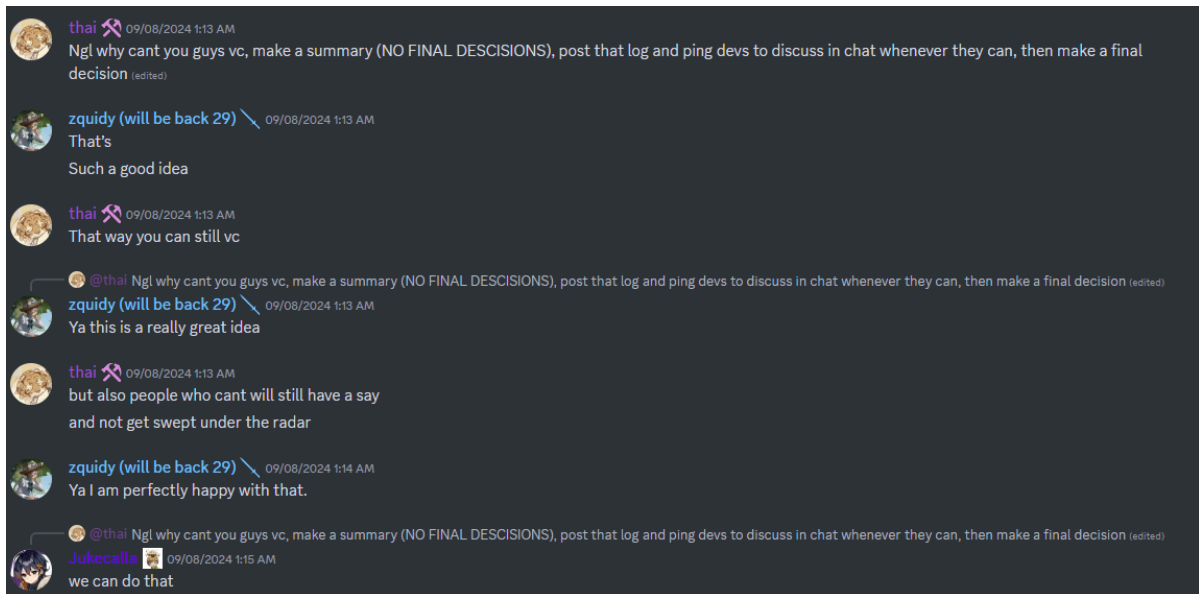 thai 09/08/2024 1:13 AM
Ngl why cant you guys vc, make a summary (NO FINAL DESCISIONS), post that log and ping devs to discuss in chat whenever they can, then make a final
decision (edited)
zquidy (will be back 29) 09/08/2024 1:13 AM
That's
Such a good idea
thai 09/08/2024 1:13 AM
That way you can still vc
@thai Ngl why cant you guys vc, make a summary (NO FINAL DESCISIONS), post that log and ping devs to discuss in chat whenever they can, then make a final decision (edited)
zquidy (will be back 29) 09/08/2024 1:13 AM
Ya this is a really great idea
thai 09/08/2024 1:13 AM
but also people who cant will still have a say
and not get swept under the radar
zquidy (will be back 29) 09/08/2024 1:14 AM
Ya I am perfectly happy with that.
@thai Ngl why cant you guys vc, make a summary (NO FINAL DESCISIONS), post that log and ping devs to discuss in chat whenever they can, then make a final decision (edited)
Jukecalla 09/08/2024 1:15 AM
we can do that